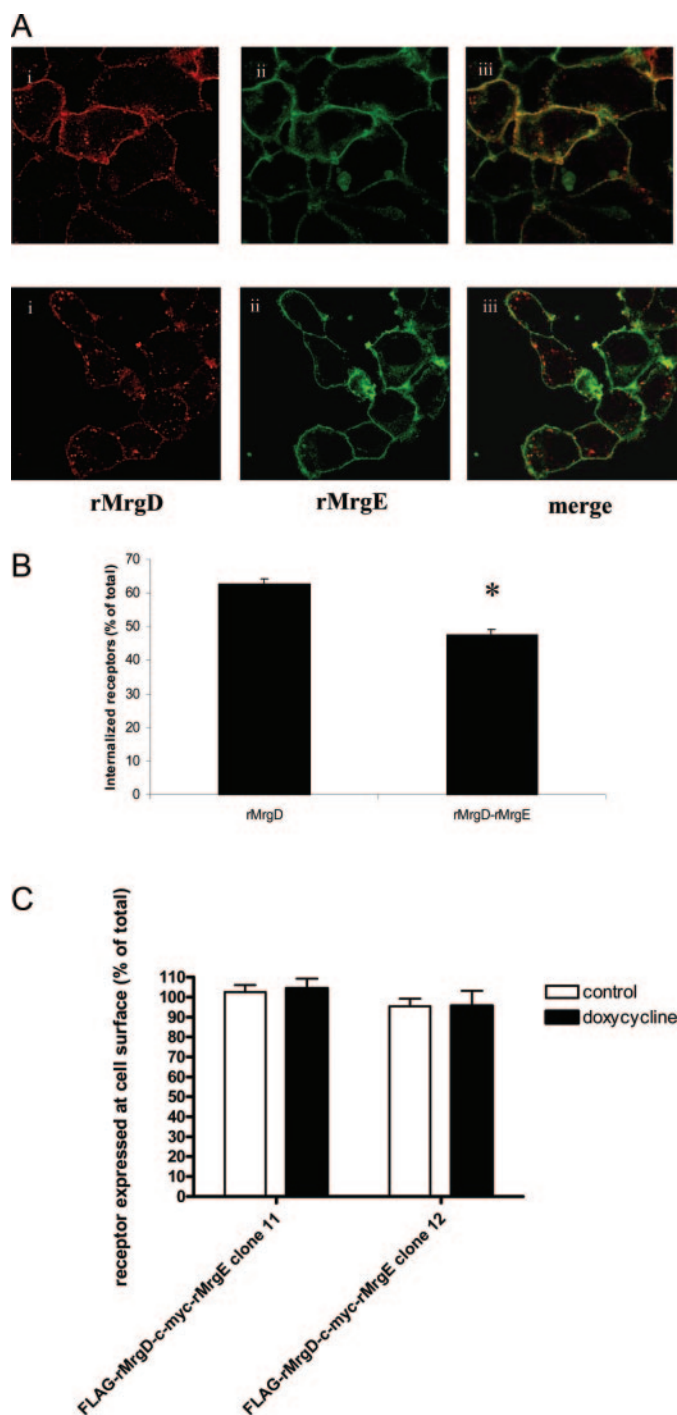 A
i ii iii
i ii iii
rMrgD rMrgE merge
B
Internalized receptors (% of total)
70
60
50
40
30
20
10
0
*
rMrgD rMrgD-rMrgE
C
receptor expressed at cell surface (% of total)
110
100
90
80
70
60
50
40
30
20
10
0
control
doxycycline
FLAG-rMrgD-c-myc-rMrgE clone 11
FLAG-rMrgD-c-myc-rMrgE clone 12